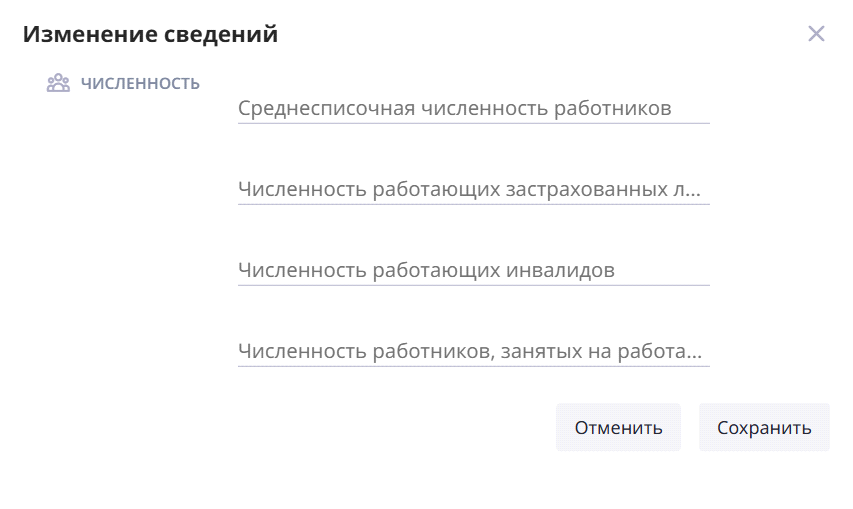 Изменение сведений
ЧИСЛЕННОСТЬ
Среднесписочная численность работников
Численность работающих застрахованных л...
Численность работающих инвалидов
Численность работников, занятых на работа...
Отменить
Сохранить